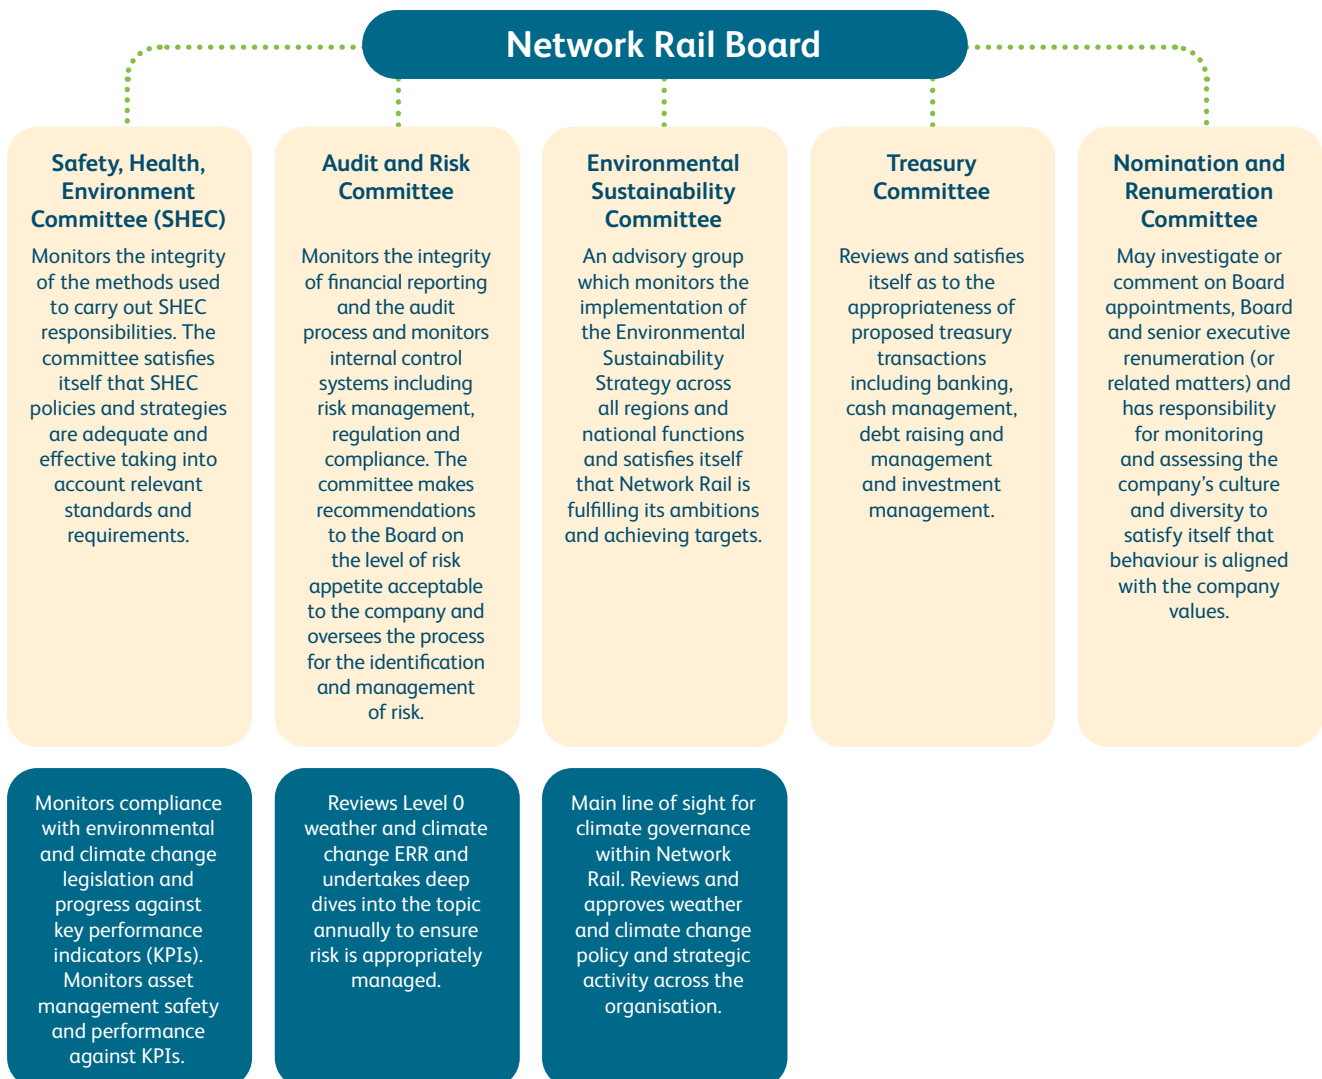 Network Rail Board
Safety, Health,
Environment
Committee (SHEC)
Monitors the integrity
of the methods used
to carry out SHEC
responsibilities. The
committee satisfies
itself that SHEC
policies and strategies
are adequate and
effective taking into
account relevant
standards and
requirements.
Audit and Risk
Committee
Monitors the integrity
of financial reporting
and the audit
process and monitors
internal control
systems including
risk management,
regulation and
compliance. The
committee makes
recommendations
to the Board on
the level of risk
appetite acceptable
to the company and
oversees the process
for the identification
and management
of risk.
Environmental
Sustainability
Committee
An advisory group
which monitors the
implementation of
the Environmental
Sustainability
Strategy across
all regions and
national functions
and satisfies itself
that Network Rail is
fulfilling its ambitions
and achieving targets.
Treasury
Committee
Reviews and satisfies
itself as to the
appropriateness of
proposed treasury
transactions
including banking,
cash management,
debt raising and
management
and investment
management.
Nomination and
Renumeration
Committee
May investigate or
comment on Board
appointments, Board
and senior executive
renumeration (or
related matters) and
has responsibility
for monitoring
and assessing the
company’s culture
and diversity to
satisfy itself that
behaviour is aligned
with the company
values.
Monitors compliance
with environmental
and climate change
legislation and
progress against
key performance
indicators (KPIs).
Monitors asset
management safety
and performance
against KPIs.
Reviews Level 0
weather and climate
change ERR and
undertakes deep
dives into the topic
annually to ensure
risk is appropriately
managed.
Main line of sight for
climate governance
within Network
Rail. Reviews and
approves weather
and climate change
policy and strategic
activity across the
organisation.